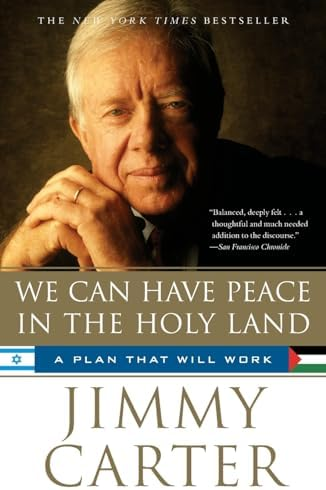 THE NEW YORK TIMES BESTSELLER
"Balanced, deeply felt . . . a
thoughtful and much needed
addition to the discourse."
—San Francisco Chronicle
WE CAN HAVE PEACE
IN THE HOLY LAND
A PLAN THAT WILL WORK
JIMMY
CARTER